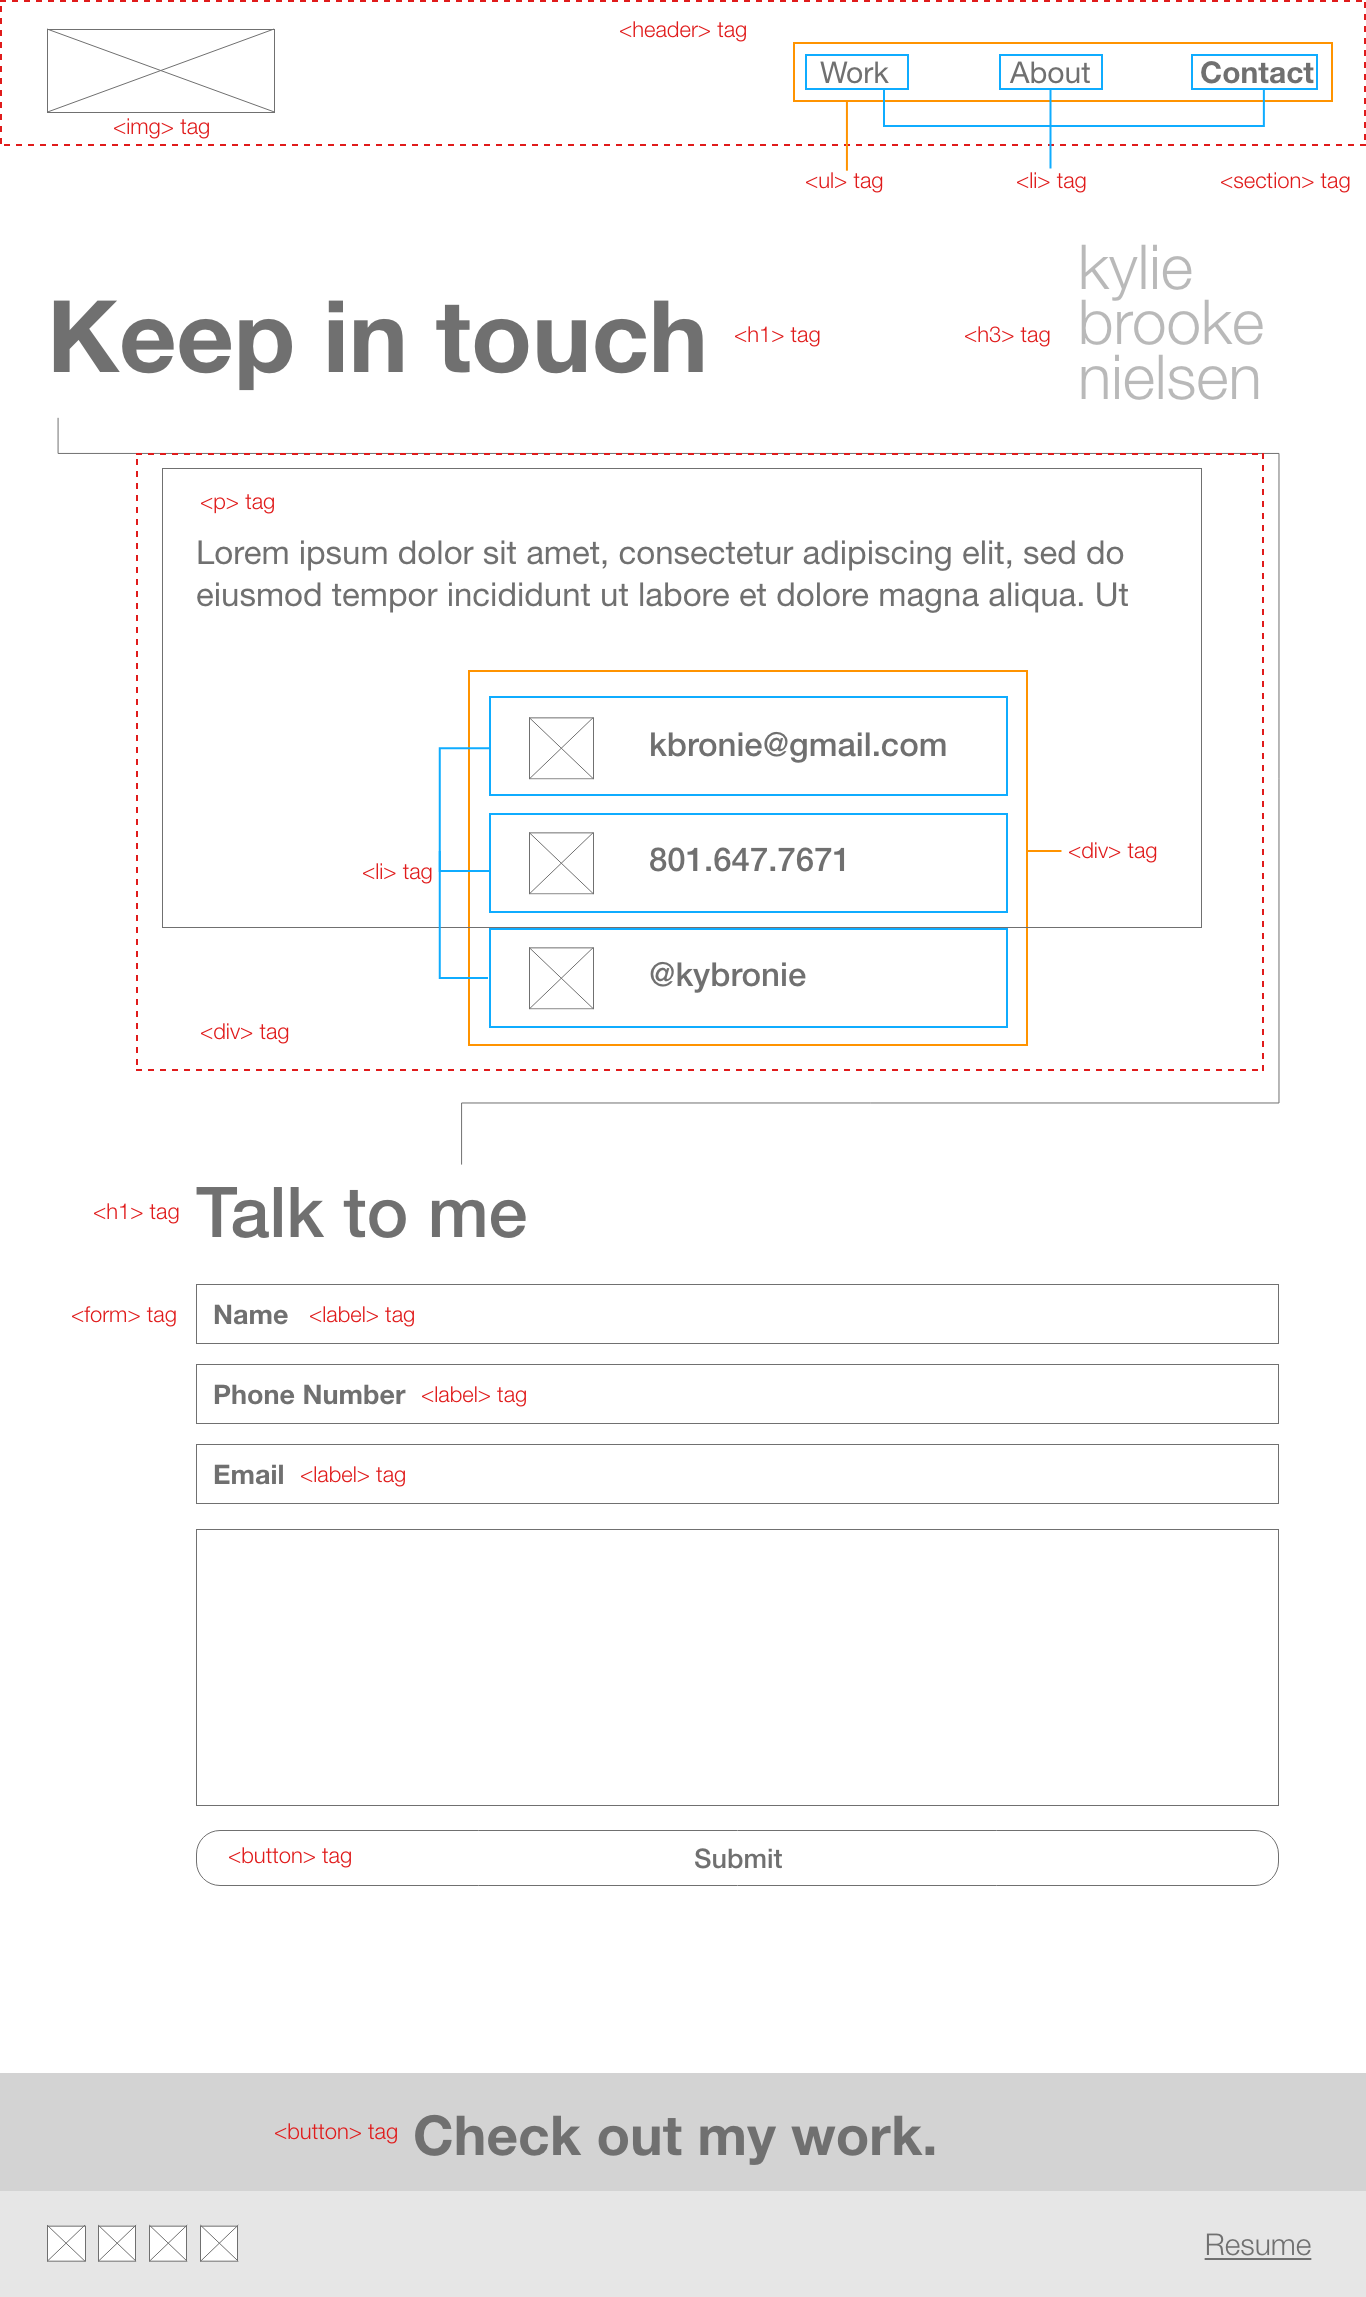 <header> tag
Work
About
Contact
<img> tag
<ul> tag
<li> tag
<section> tag
Keep in touch
<h1> tag
<h3> tag
kylie
brooke
nielsen
<p> tag
Lorem ipsum dolor sit amet, consectetur adipiscing elit, sed do
eiusmod tempor incididunt ut labore et dolore magna aliqua. Ut
kbronie@gmail.com
801.647.7671
<div> tag
<li> tag
@kybronie
<div> tag
<h1> tag
Talk to me
<form> tag
Name
<label> tag
Phone Number
<label> tag
Email
<label> tag
<button> tag
Submit
<button> tag
Check out my work.
Resume